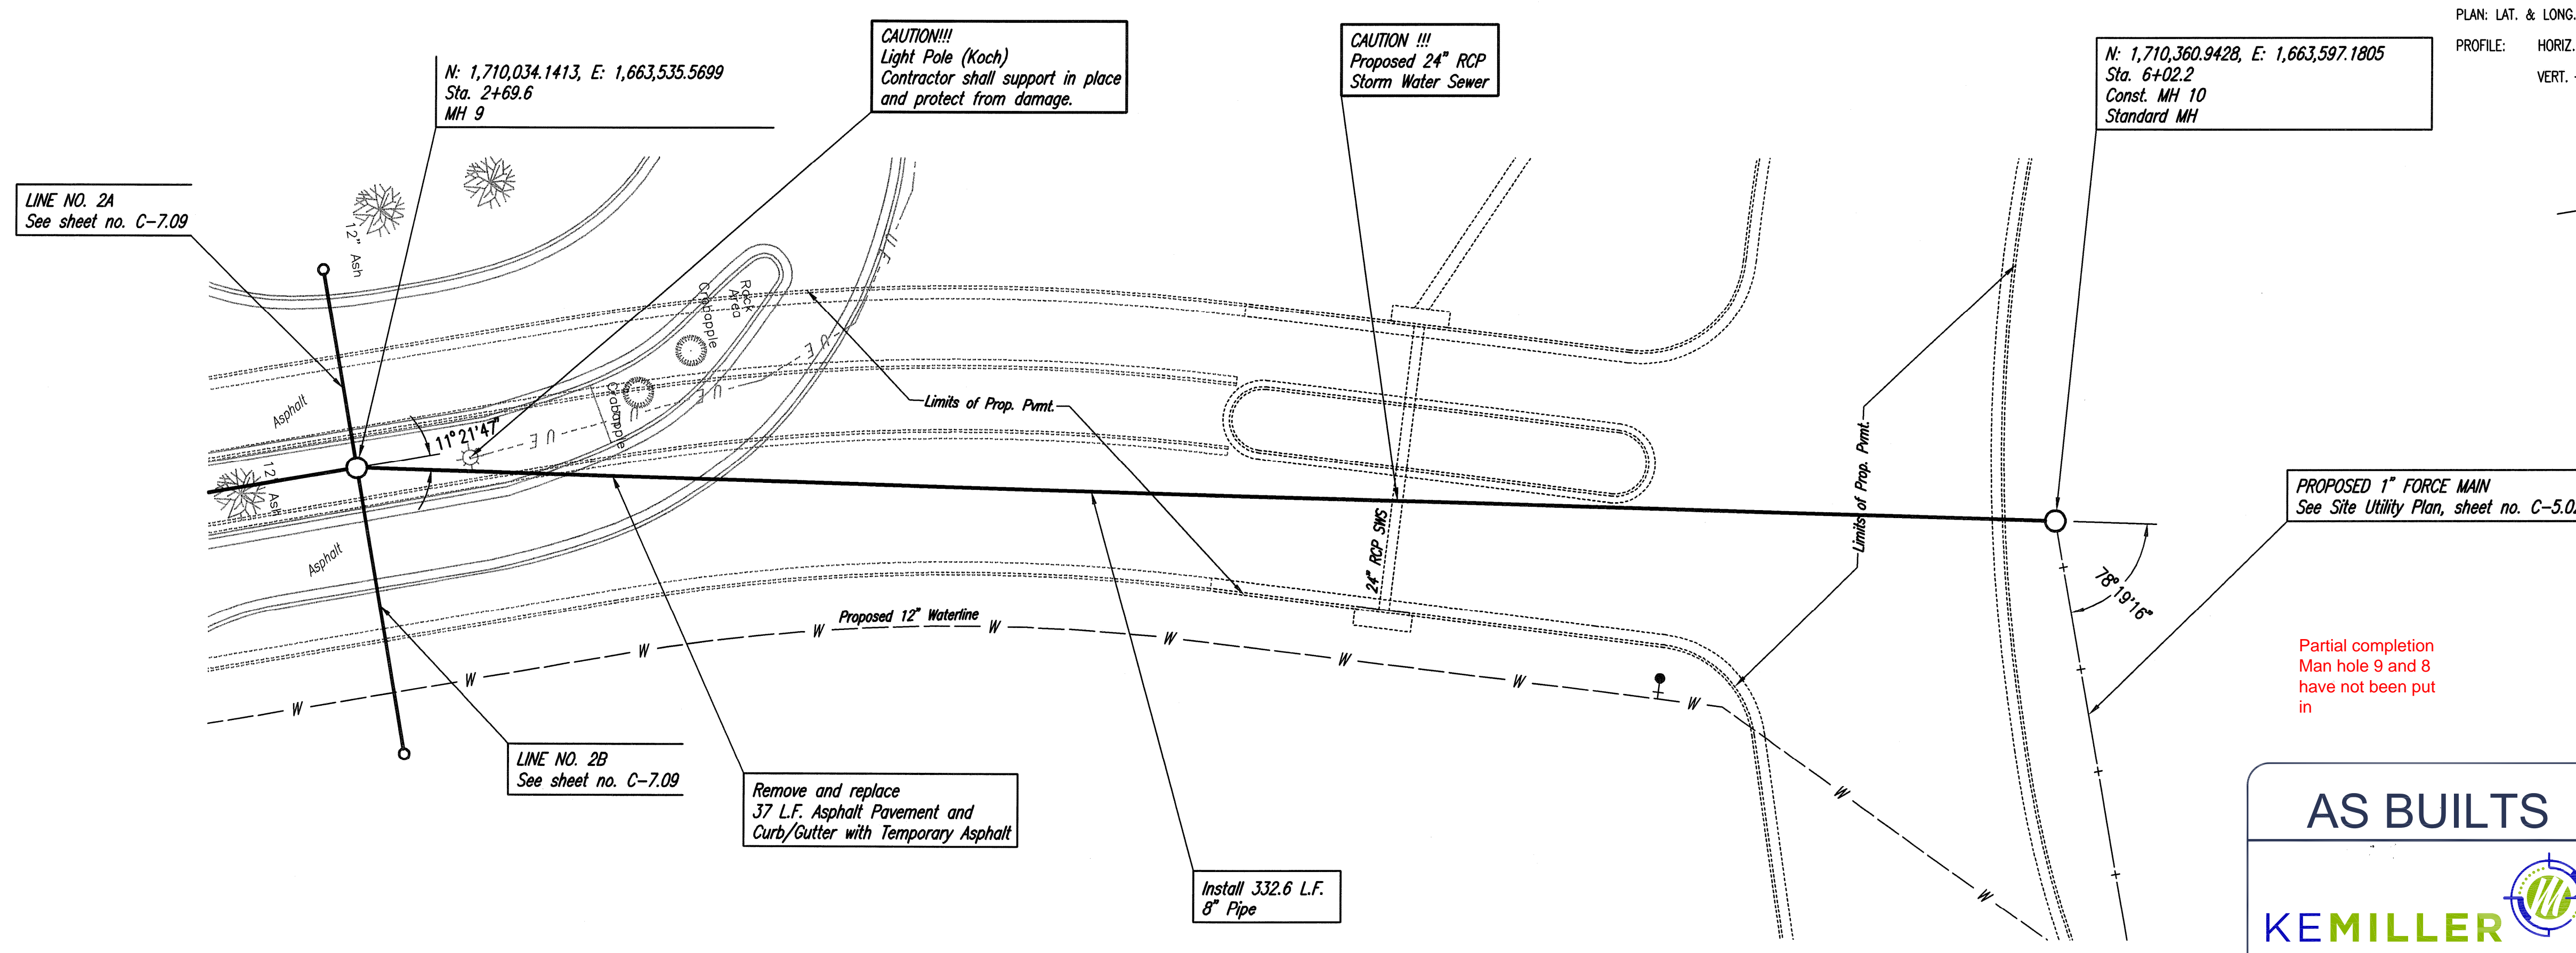 PLAN: LAT. & LONG.
PROFILE: HORIZ.
VERT.
N: 1,710,034.1413, E: 1,663,535.5699
Sta. 2+69.6
MH 9
CAUTION!!!
Light Pole (Koch)
Contractor shall support in place
and protect from damage.
CAUTION !!!
Proposed 24" RCP
Storm Water Sewer
N: 1,710,360.9428, E: 1,663,597.1805
Sta. 6+02.2
Const. MH 10
Standard MH
LINE NO. 2A
See sheet no. C-7.09
12" Ash
Rock
Area
Crabapple
Crabapple
UE
UE
UE
UE
Asphalt
11°21'47"
12" Ash
Asphalt
Limits of Prop. Pvmt.
Limits of Prop. Pvmt.
24" RCP SWS
PROPOSED 1" FORCE MAIN
See Site Utility Plan, sheet no. C-5.02
78°19'16"
Proposed 12" Waterline
W
W
W
W
W
W
W
W
W
W
W
Partial completion
Man hole 9 and 8
have not been put
in
LINE NO. 2B
See sheet no. C-7.09
Remove and replace
37 L.F. Asphalt Pavement and
Curb/Gutter with Temporary Asphalt
Install 332.6 L.F.
8" Pipe
AS BUILTS
KEMILLER